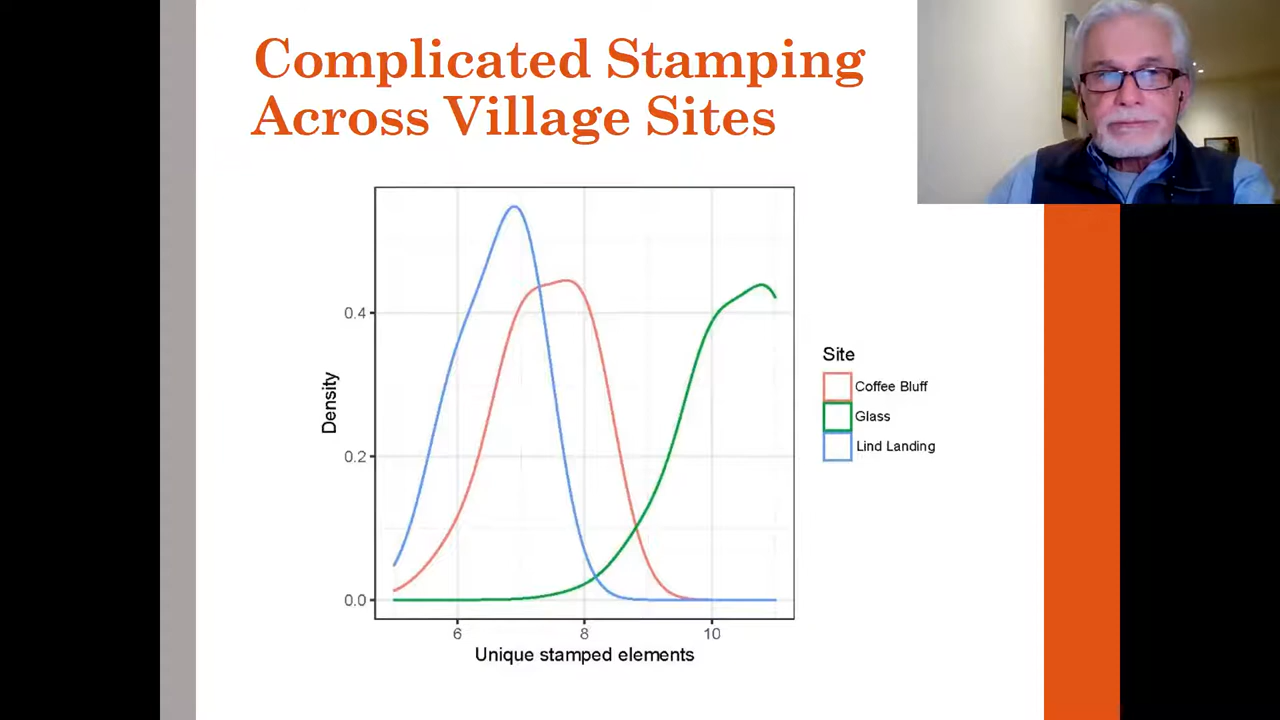 Complicated Stamping
Across Village Sites
0.4
0.2
0.0
Density
6 8 10
Unique stamped elements
Site
Coffee Bluff
Glass
Lind Landing